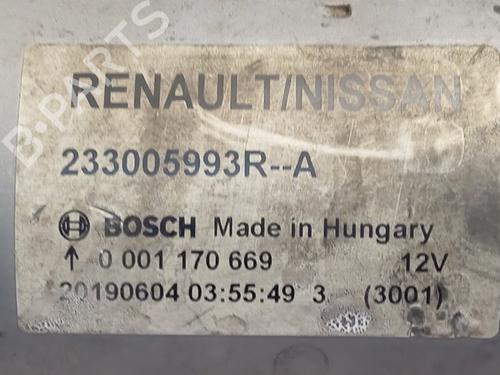 RENAULT/NISSAN
233005993R--A
BOSCH Made in Hungary
↑ 0 001 170 669 12V
20190604 03:55:49 3 (3001)
B-PARTS